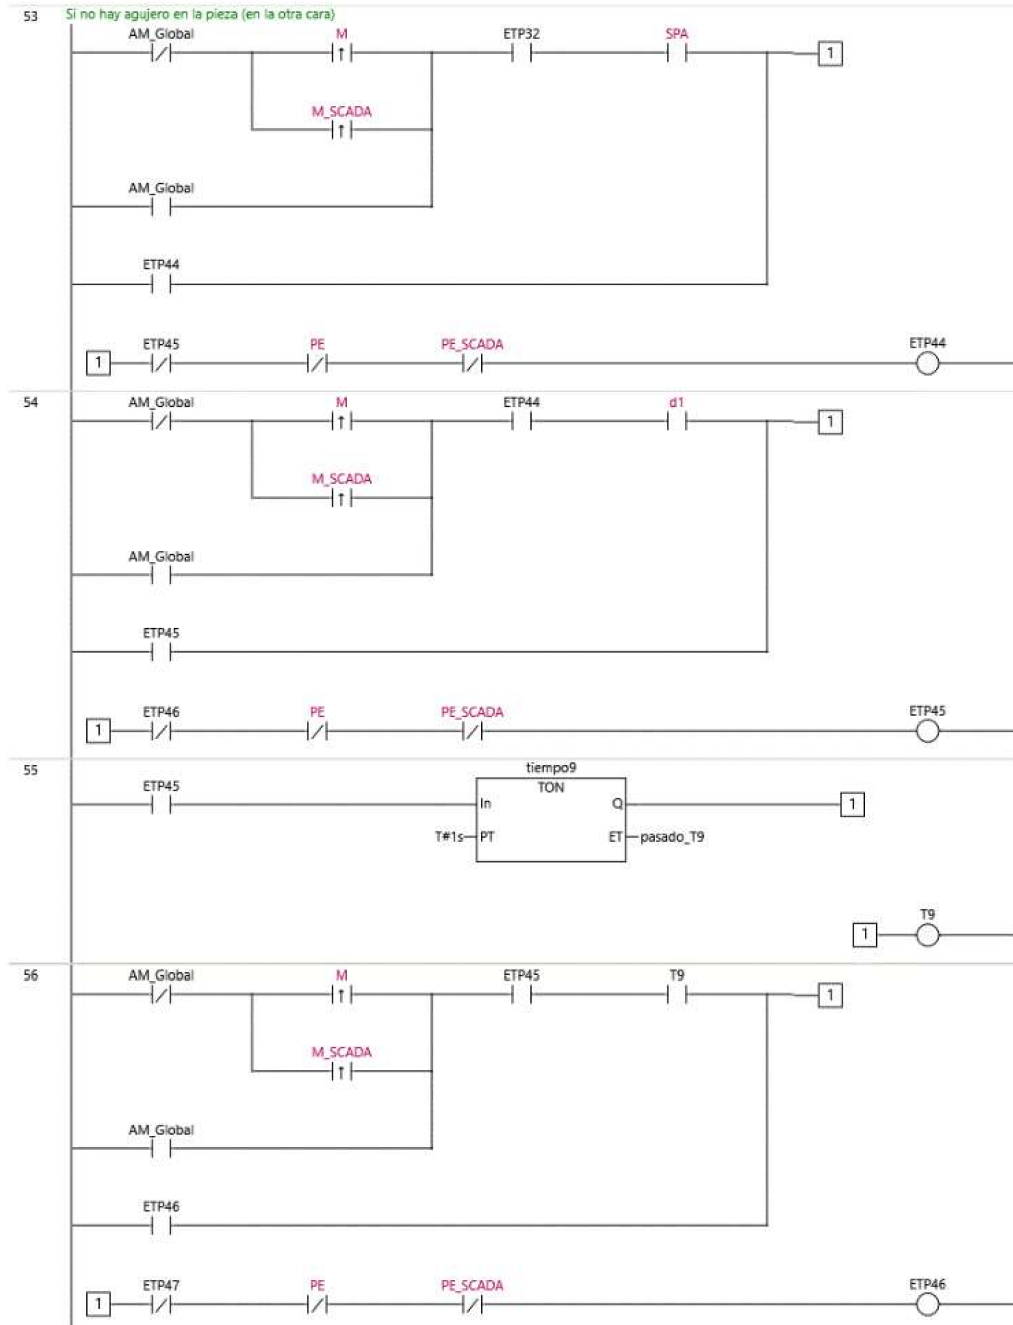 53 Si no hay agujero en la pieza (en la otra cara)
AM_Global M ETP32 SPA
1
M_SCADA
AM_Global
ETP44
1 ETP45 PE PE_SCADA ETP44
54 AM_Global M ETP44 d1
1
M_SCADA
AM_Global
ETP45
1 ETP46 PE PE_SCADA ETP45
55 tiempo9
ETP45 TON
In Q 1
T#1s PT ET pasado_T9
T9
1
56 AM_Global M ETP45 T9
1
M_SCADA
AM_Global
ETP46
1 ETP47 PE PE_SCADA ETP46